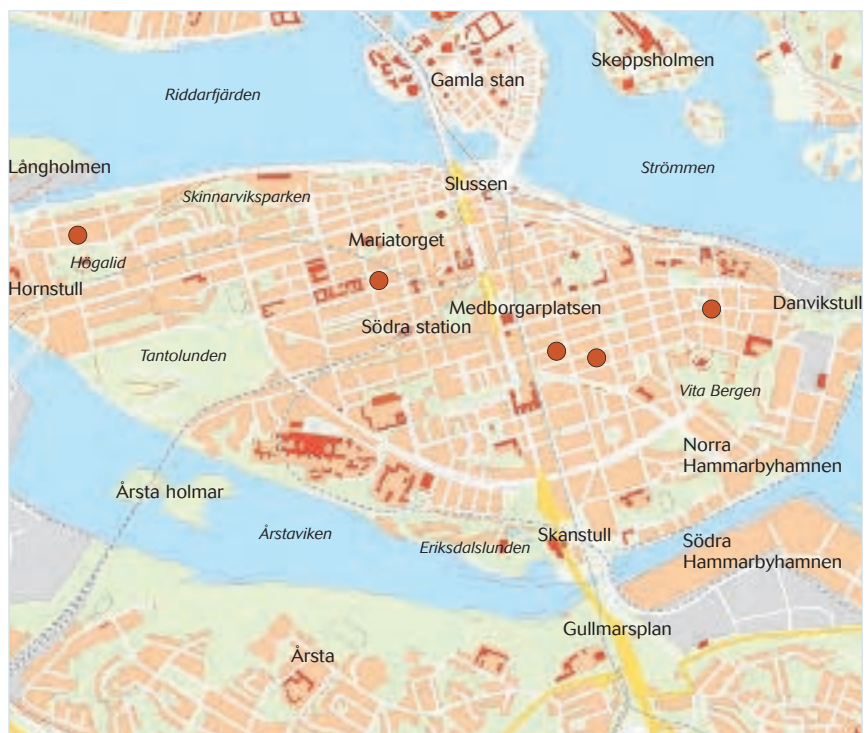 Skeppsholmen
Gamla stan
Riddarfjärden
Långholmen
Strömmen
Slussen
Skinnarviksparken
Mariatorget
Högalid
Hornstull
Medborgarplatsen
Danvikstull
Södra station
Tantolunden
Vita Bergen
Norra
Hammarbyhamnen
Årsta holmar
Årstaviken
Eriksdalslunden
Skanstull
Södra
Hammarbyhamnen
Gullmarsplan
Årsta